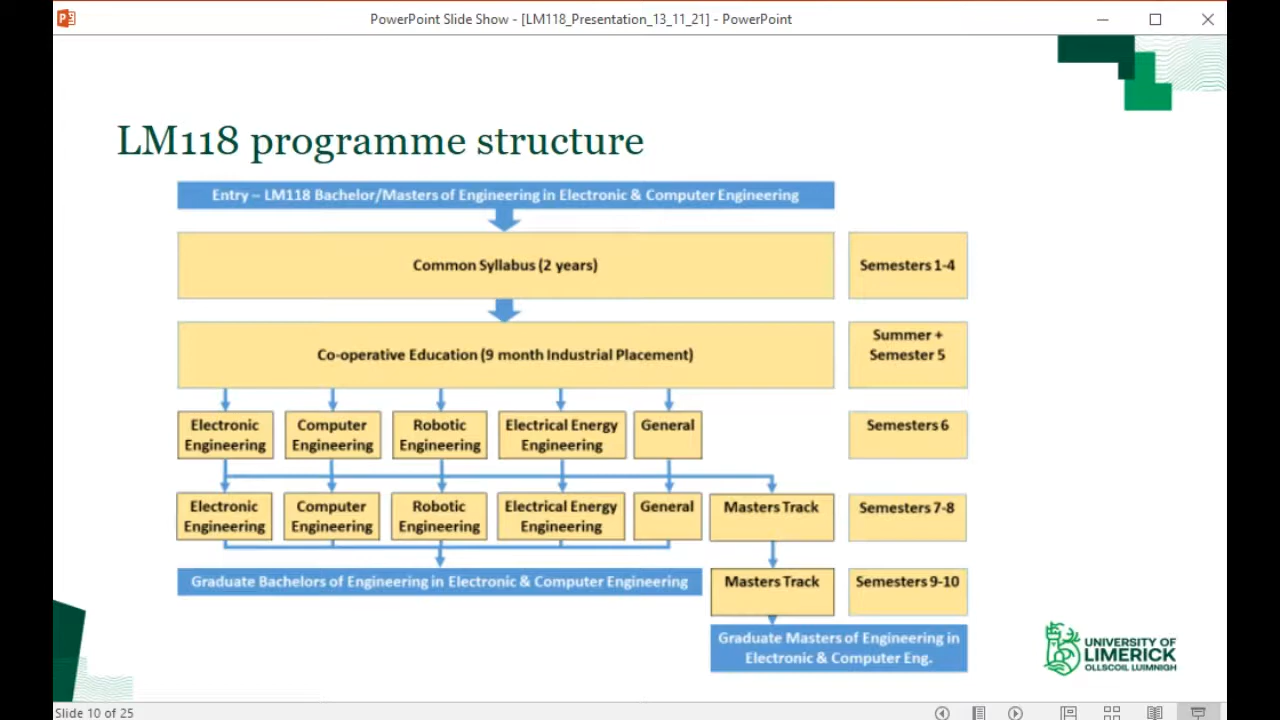 PowerPoint Slide Show - [LM118_Presentation_13_11_21] - PowerPoint
LM118 programme structure
Entry – LM118 Bachelor/Masters of Engineering in Electronic & Computer Engineering
Common Syllabus (2 years)
Semesters 1-4
Co-operative Education (9 month Industrial Placement)
Summer +
Semester 5
Electronic
Engineering
Computer
Engineering
Robotic
Engineering
Electrical Energy
Engineering
General
Semesters 6
Electronic
Engineering
Computer
Engineering
Robotic
Engineering
Electrical Energy
Engineering
General
Masters Track
Semesters 7-8
Graduate Bachelors of Engineering in Electronic & Computer Engineering
Masters Track
Semesters 9-10
Graduate Masters of Engineering in
Electronic & Computer Eng.
UNIVERSITY OF
LIMERICK
OLLSCOIL LUIMNIGH
Slide 10 of 25